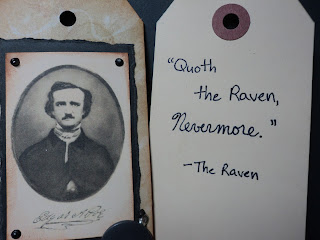 "Quoth
the Raven,
Nevermore."
-The Raven